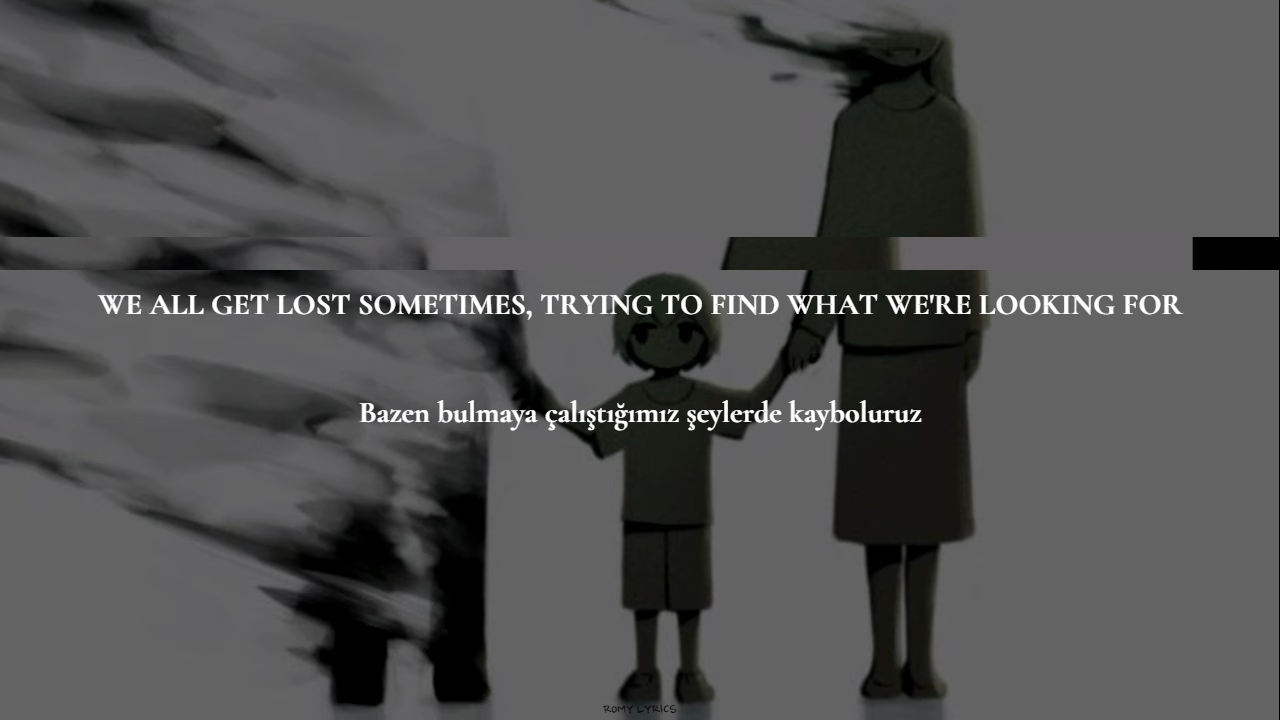 WE ALL GET LOST SOMETIMES, TRYING TO FIND WHAT WE'RE LOOKING FOR
Bazen bulmaya çalıştığımız şeylerde kayboluruz
ROMY LYRICS